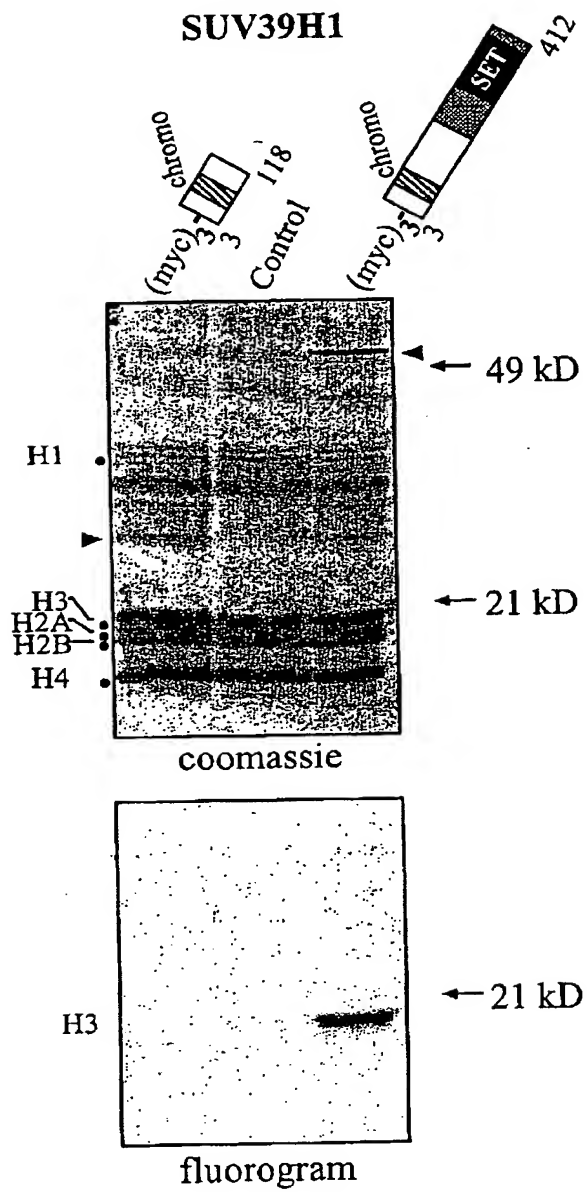 SUV39H1
chromo
(myc)3
3
118
Control
chromo
(myc)3
3
SET
412
49 kD
H1
21 kD
H3
H2A
H2B
H4
coomassie
21 kD
H3
fluorogram